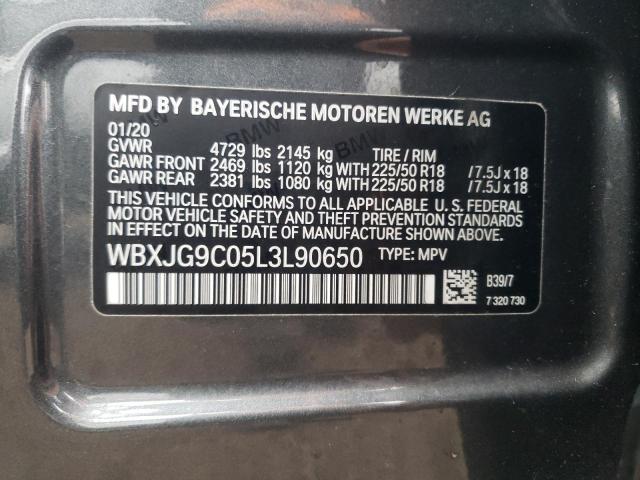 MFD BY BAYERISCHE MOTOREN WERKE AG
01/20
GVWR 4729 lbs 2145 kg TIRE / RIM
GAWR FRONT 2469 lbs 1120 kg WITH 225/50 R18 / 7.5J x 18
GAWR REAR 2381 lbs 1080 kg WITH 225/50 R18 / 7.5J x 18
THIS VEHICLE CONFORMS TO ALL APPLICABLE U. S. FEDERAL
MOTOR VEHICLE SAFETY AND THEFT PREVENTION STANDARDS
IN EFFECT ON THE DATE OF MANUFACTURE SHOWN ABOVE.
WBXJG9C05L3L90650 TYPE: MPV
B39/7
7 320 730
BMW
BMW
BMW